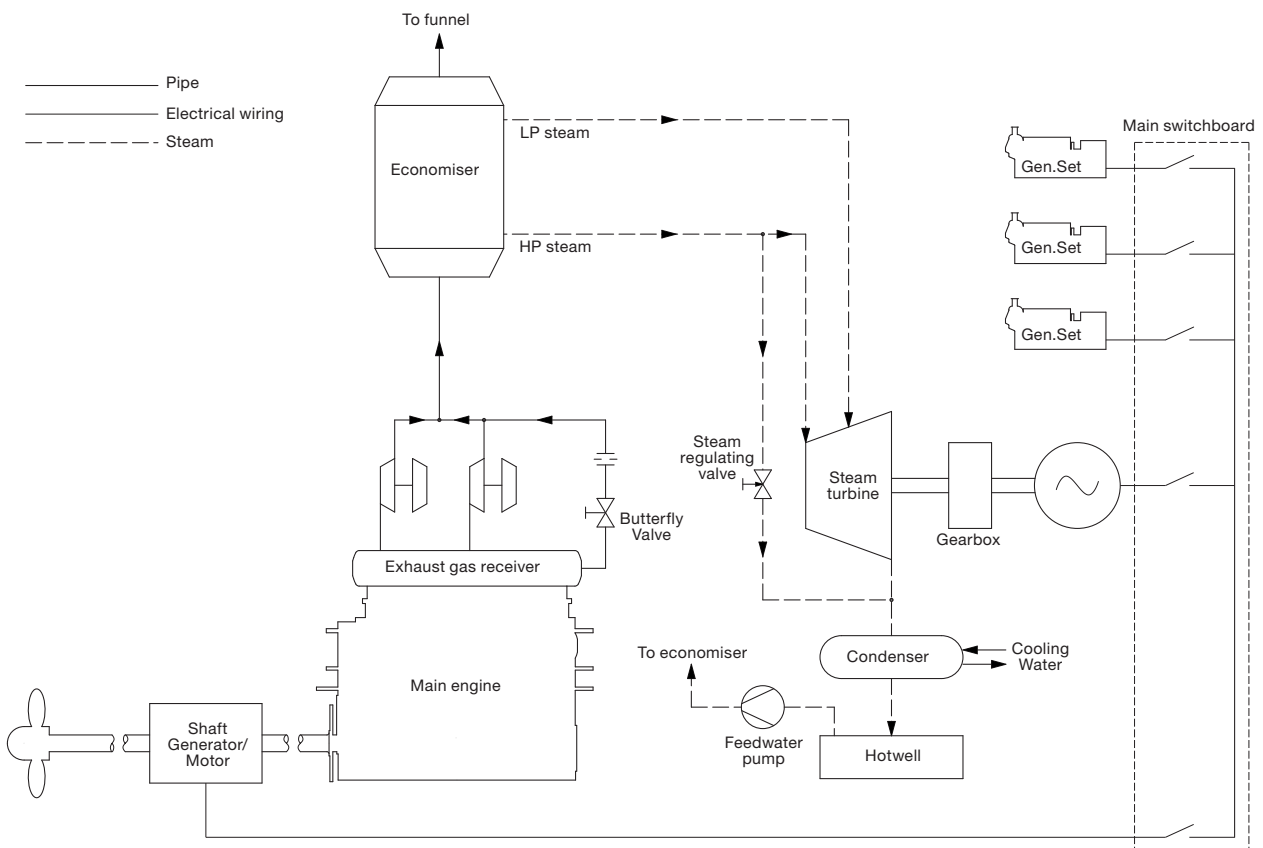 To funnel
Pipe
Electrical wiring
Steam
LP steam
Economiser
HP steam
Main switchboard
Gen.Set
Gen.Set
Gen.Set
Steam
regulating
valve
Steam
turbine
Gearbox
Butterfly
Valve
Exhaust gas receiver
Main engine
To economiser
Condenser
Cooling
Water
Shaft
Generator/
Motor
Feedwater
pump
Hotwell